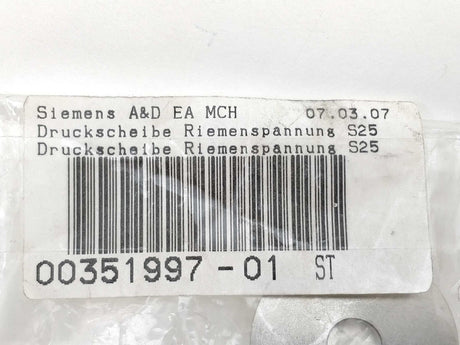 Siemens A&D EA MCH 07.03.07
Druckscheibe Riemenspannung S25
Druckscheibe Riemenspannung S25
00351997-01 ST